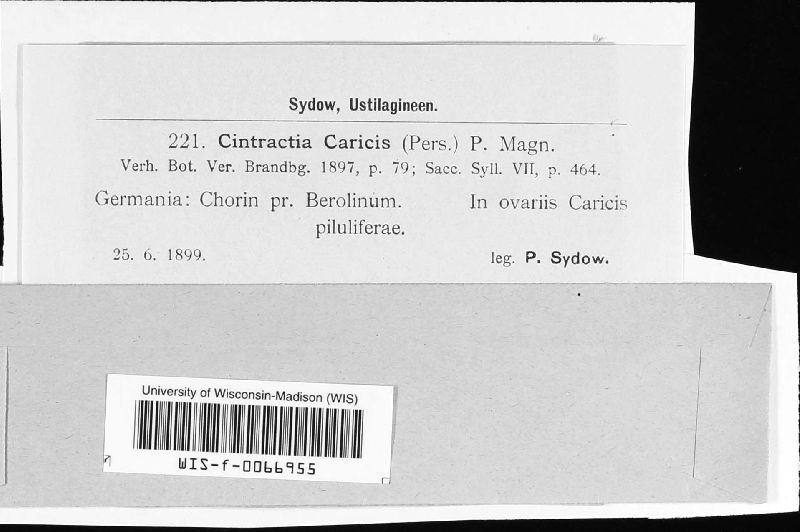 Sydow, Ustilagineen.
221. Cintractia Caricis (Pers.) P. Magn.
Verh. Bot. Ver. Brandbg. 1897, p. 79; Sacc. Syll. VII, p. 464.
Germania: Chorin pr. Berolinum. In ovariis Caricis
piluliferae.
25. 6. 1899. leg. P. Sydow.
University of Wisconsin-Madison (WIS)
WIS-f-0066955